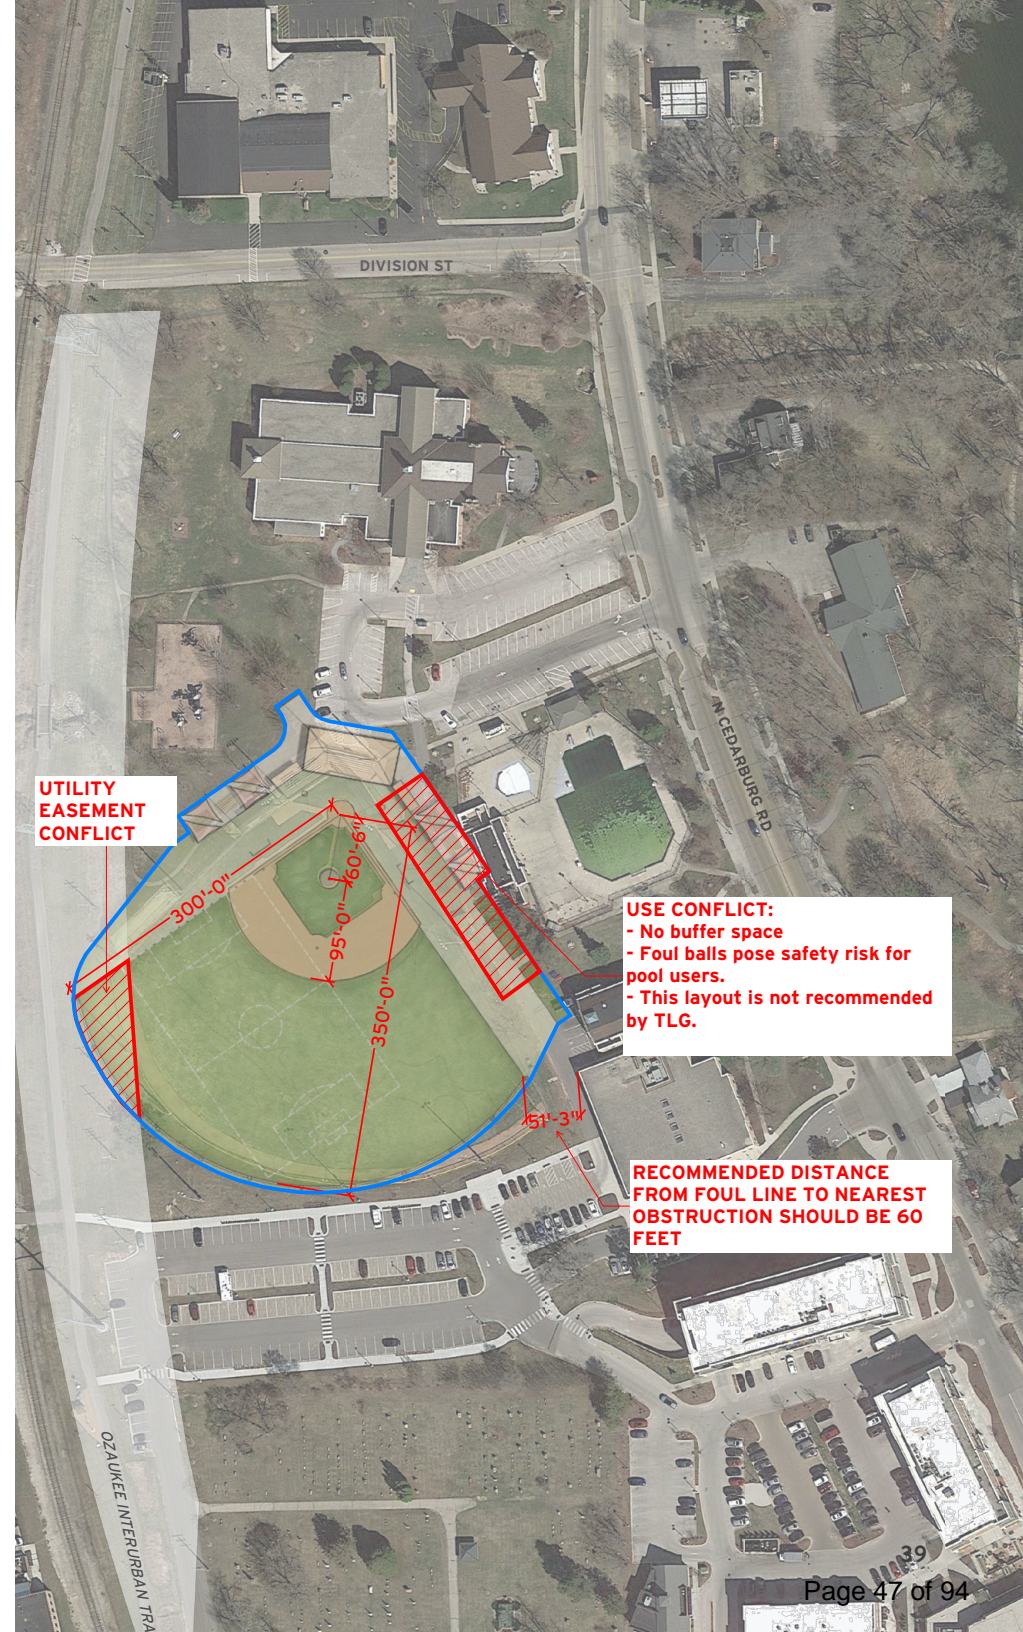 DIVISION ST
N CEDARBURG RD
UTILITY
EASEMENT
CONFLICT
300'-0"
60'-6"
95'-0"
350'-0"
USE CONFLICT:
- No buffer space
- Foul balls pose safety risk for
pool users.
- This layout is not recommended
by TLG.
51'-3"
RECOMMENDED DISTANCE
FROM FOUL LINE TO NEAREST
OBSTRUCTION SHOULD BE 60
FEET
OZAUKEE INTERURBAN TRA
39
Page 47 of 94